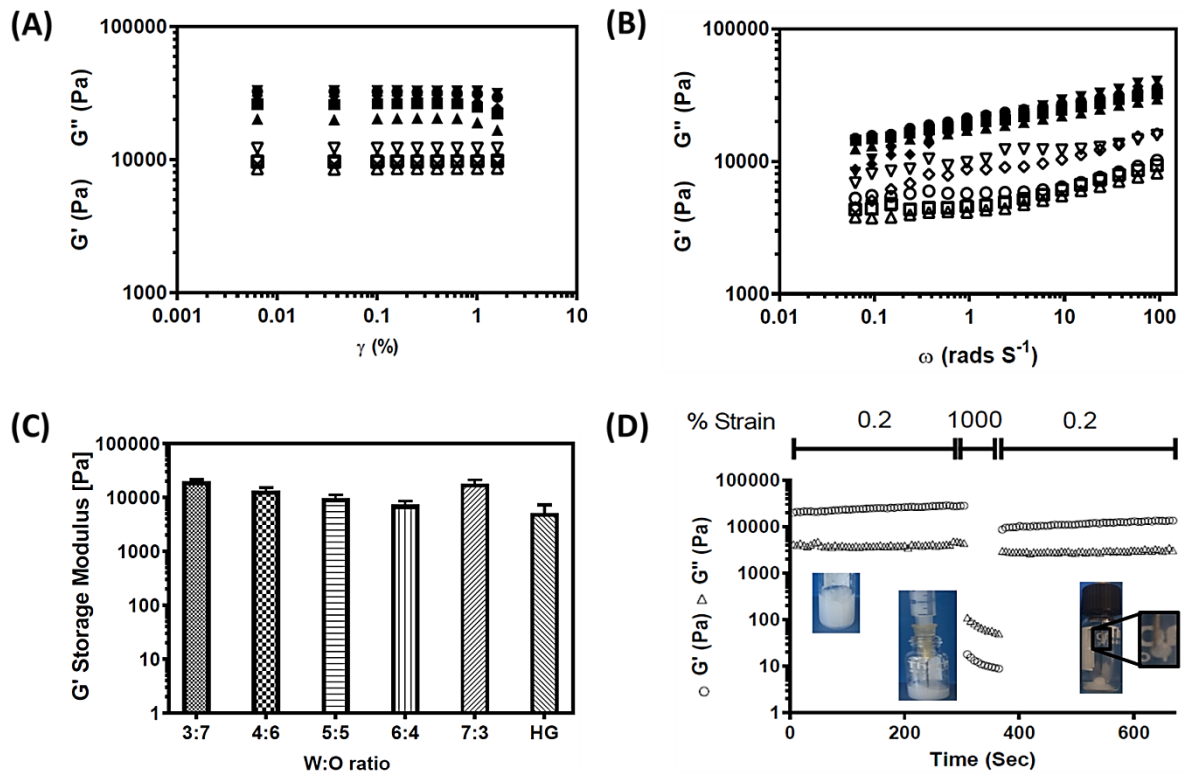 (A)
100000
10000
1000
G' (Pa) G'' (Pa)
0.001 0.01 0.1 1 10
γ (%)
(B)
100000
10000
1000
G' (Pa) G'' (Pa)
0.01 0.1 1 10 100
ω (rads S⁻¹)
(C)
100000
10000
1000
100
10
1
G' Storage Modulus [Pa]
3:7 4:6 5:5 6:4 7:3 HG
W:O ratio
(D)
% Strain 0.2 1000 0.2
100000
10000
1000
100
10
1
○ G' (Pa) △ G'' (Pa)
0 200 400 600
Time (Sec)